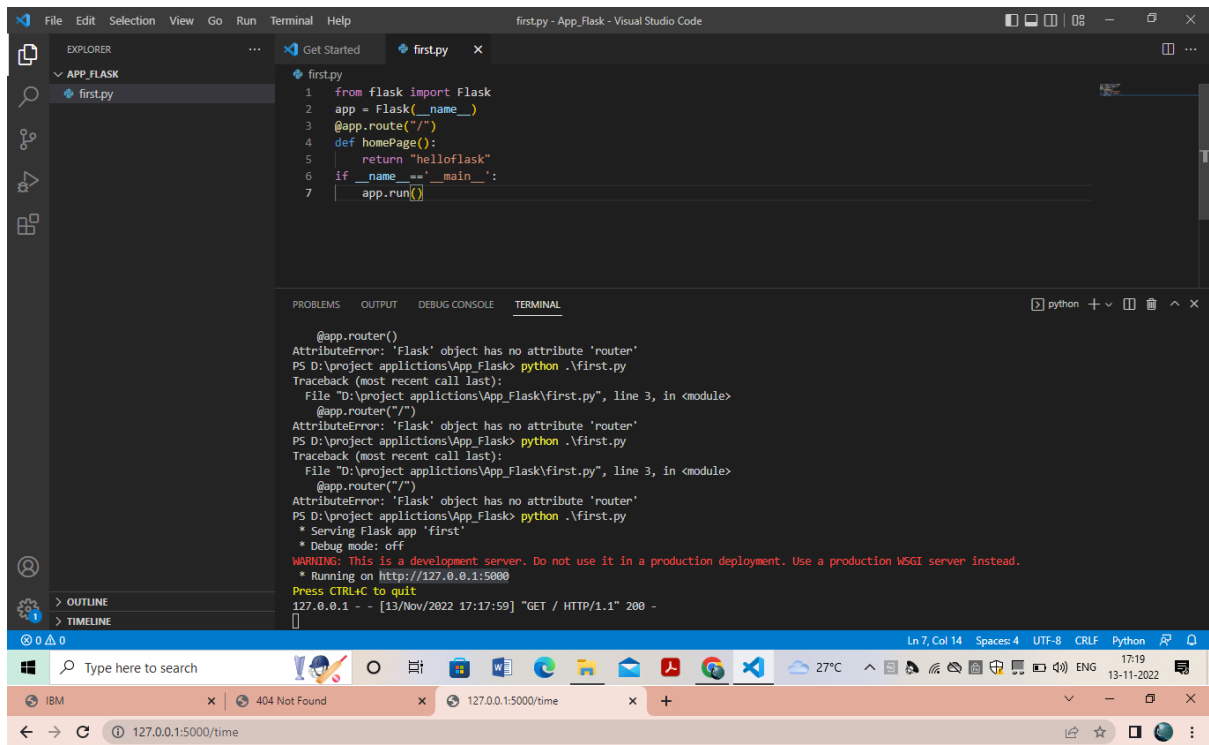 File Edit Selection View Go Run Terminal Help first.py - App_Flask - Visual Studio Code
EXPLORER
APP_FLASK
first.py
Get Started first.py
first.py
1 from flask import Flask
2 app = Flask(__name__)
3 @app.route("/")
4 def homePage():
5 return "helloflask"
6 if __name__=='__main__':
7 app.run()
PROBLEMS OUTPUT DEBUG CONSOLE TERMINAL python
@app.router()
AttributeError: 'Flask' object has no attribute 'router'
PS D:\project applictions\App_Flask> python .\first.py
Traceback (most recent call last):
File "D:\project applictions\App_Flask\first.py", line 3, in <module>
@app.router("/")
AttributeError: 'Flask' object has no attribute 'router'
PS D:\project applictions\App_Flask> python .\first.py
Traceback (most recent call last):
File "D:\project applictions\App_Flask\first.py", line 3, in <module>
@app.router("/")
AttributeError: 'Flask' object has no attribute 'router'
PS D:\project applictions\App_Flask> python .\first.py
* Serving Flask app 'first'
* Debug mode: off
WARNING: This is a development server. Do not use it in a production deployment. Use a production WSGI server instead.
* Running on http://127.0.0.1:5000
Press CTRL+C to quit
127.0.0.1 - - [13/Nov/2022 17:17:59] "GET / HTTP/1.1" 200 -
OUTLINE
TIMELINE
1
0 0 Ln 7, Col 14 Spaces: 4 UTF-8 CRLF Python
Type here to search 27°C ENG 17:19
13-11-2022
IBM 404 Not Found 127.0.0.1:5000/time
127.0.0.1:5000/time